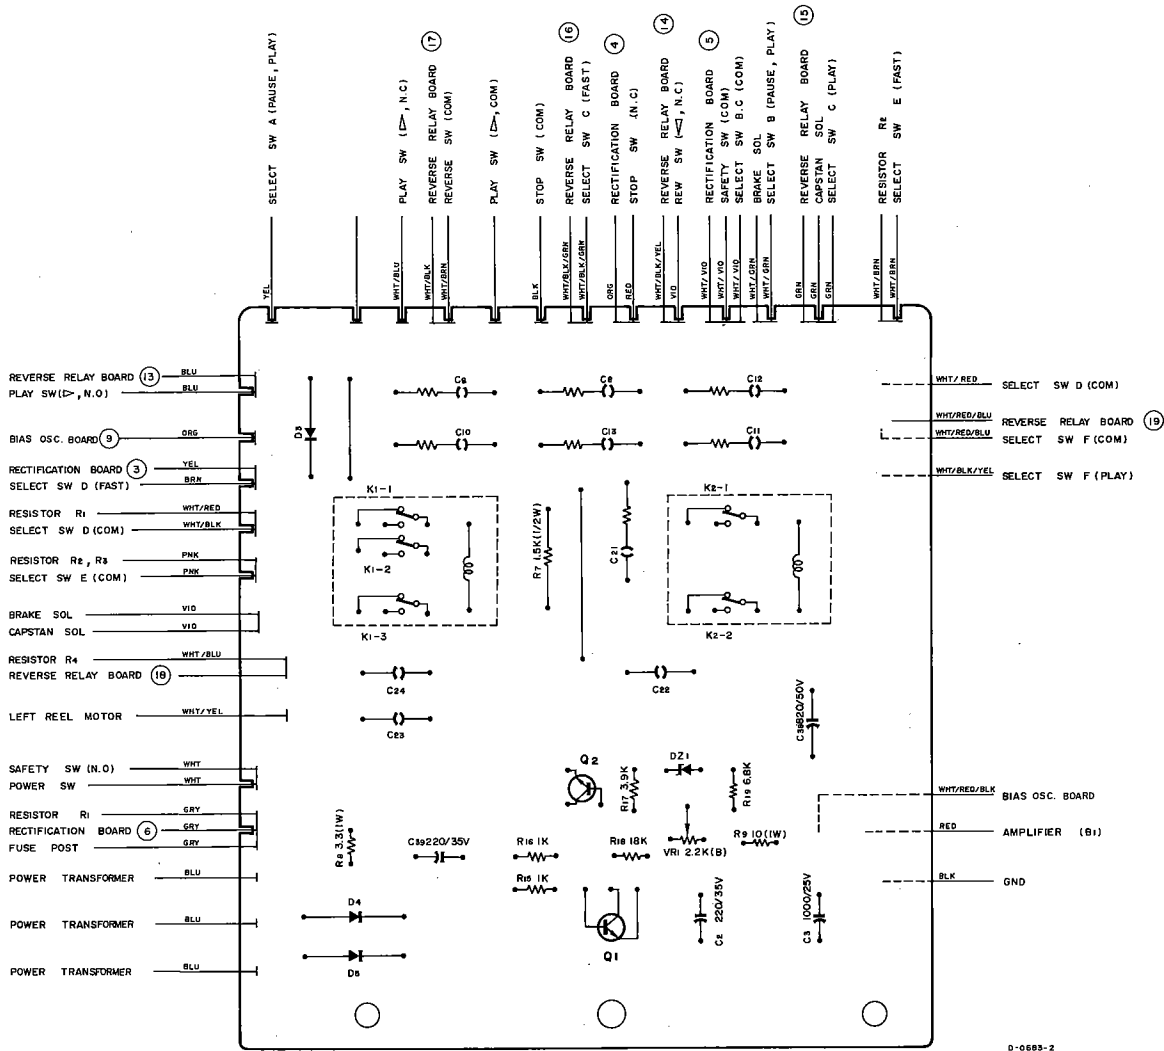 SELECT SW A (PAUSE, PLAY)
PLAY SW (▷, N.C)
REVERSE RELAY BOARD (17)
REVERSE SW (COM)
PLAY SW (▷, COM)
STOP SW (COM)
REVERSE RELAY BOARD (16)
SELECT SW C (FAST)
RECTIFICATION BOARD (4)
STOP SW (N.C)
REVERSE RELAY BOARD (14)
REW SW (◁, N.C)
RECTIFICATION BOARD (5)
SAFETY SW (COM)
SELECT SW B.C (COM)
BRAKE SOL
SELECT SW B (PAUSE, PLAY)
REVERSE RELAY BOARD (15)
CAPSTAN SOL
SELECT SW C (PLAY)
RESISTOR R2
SELECT SW E (FAST)
YEL
WHT/BLU
WHT/BLK
WHT/BRN
BLK
WHT/BLK/GRN
WHT/BLK/GRN
ORG
RED
WHT/BLK/YEL
VIO
WHT/VIO
WHT/VIO
WHT/VIO
WHT/GRN
WHT/GRN
GRN
GRN
GRN
WHT/BRN
WHT/BRN
REVERSE RELAY BOARD (13) BLU
PLAY SW(▷, N.O) BLU
BIAS OSC. BOARD (9) ORG
RECTIFICATION BOARD (3) YEL
SELECT SW D (FAST) BRN
RESISTOR R1 WHT/RED
SELECT SW D (COM) WHT/BLK
RESISTOR R2, R3 PNK
SELECT SW E (COM) PNK
BRAKE SOL VIO
CAPSTAN SOL VIO
RESISTOR R4 WHT/BLU
REVERSE RELAY BOARD (18)
LEFT REEL MOTOR WHT/YEL
SAFETY SW (N.O) WHT
POWER SW WHT
RESISTOR R1 GRY
RECTIFICATION BOARD (6) GRY
FUSE POST GRY
POWER TRANSFORMER BLU
POWER TRANSFORMER BLU
POWER TRANSFORMER BLU
WHT/RED SELECT SW D (COM)
WHT/RED/BLU REVERSE RELAY BOARD (19)
WHT/RED/BLU SELECT SW F (COM)
WHT/BLK/YEL SELECT SW F (PLAY)
WHT/RED/BLK BIAS OSC. BOARD
RED AMPLIFIER (B1)
BLK GND
D3
C9
C8
C12
C10
C13
C11
K1-1
K1-2
K1-3
R7 1.5K(1/2W)
C21
K2-1
K2-2
C24
C23
C22
C38 820/50V
Q2
R17 3.9K
DZ1
R19 6.8K
R8 3.3(1W)
C39 220/35V
R16 1K
R18 18K
VR1 2.2K(B)
R9 10(1W)
R15 1K
D4
D5
Q1
C2 220/35V
C3 1000/25V
D-0683-2